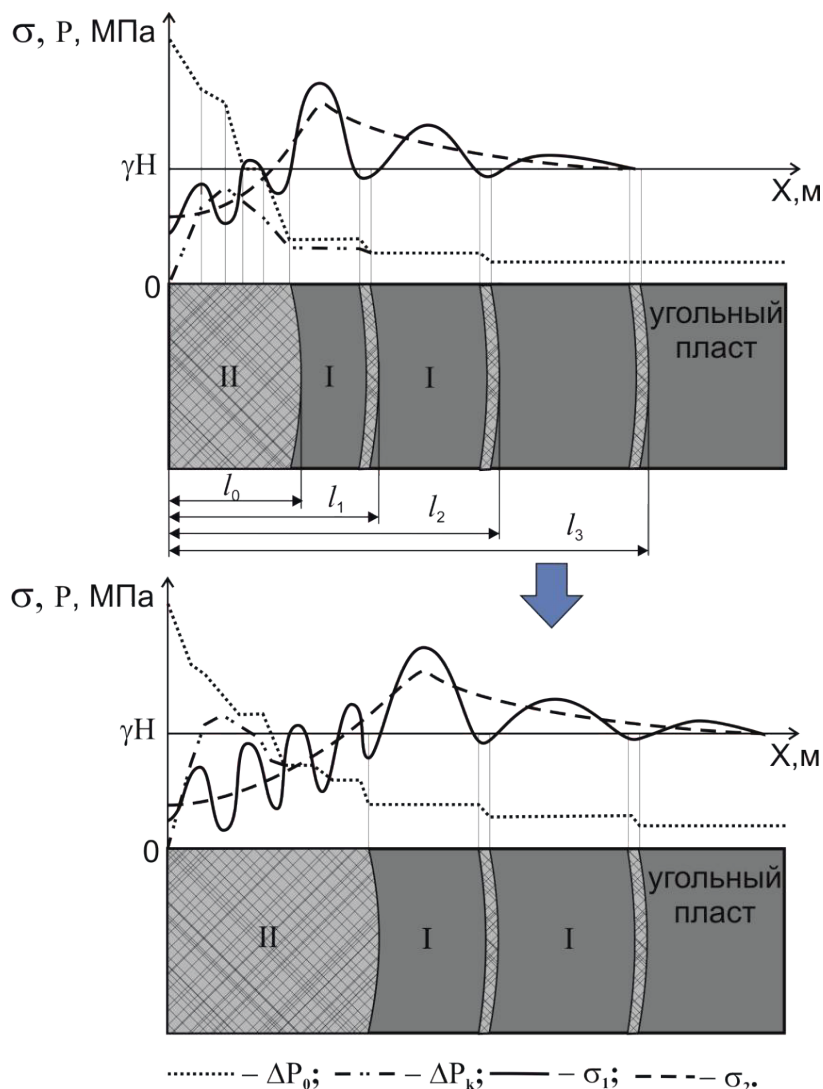 σ, P, МПа
γH
X,м
0
II
I
I
угольный
пласт
l₀
l₁
l₂
l₃
σ, P, МПа
γH
X,м
0
II
I
I
угольный
пласт
– ΔP₀; – ΔPₖ; – σ₁; – σ₂.